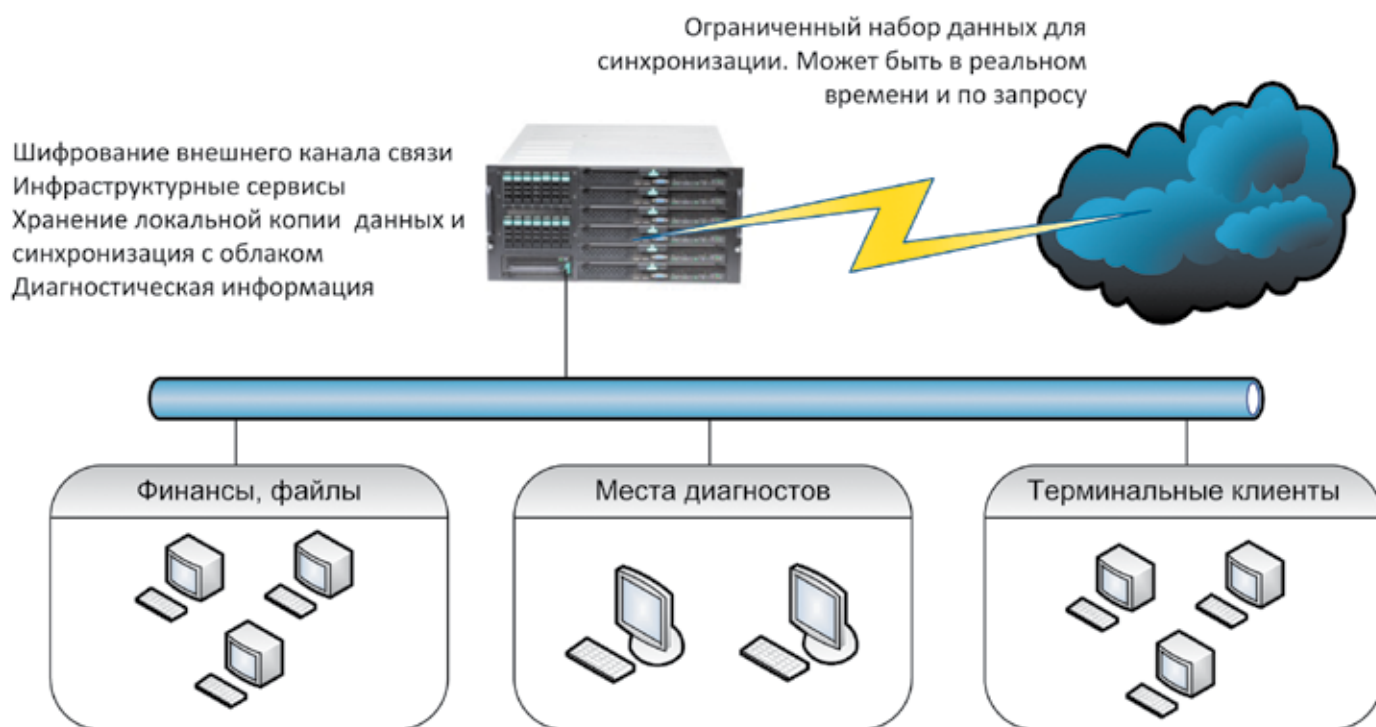 Ограниченный набор данных для
синхронизации. Может быть в реальном
времени и по запросу
Шифрование внешнего канала связи
Инфраструктурные сервисы
Хранение локальной копии данных и
синхронизация с облаком
Диагностическая информация
Финансы, файлы
Места диагностов
Терминальные клиенты